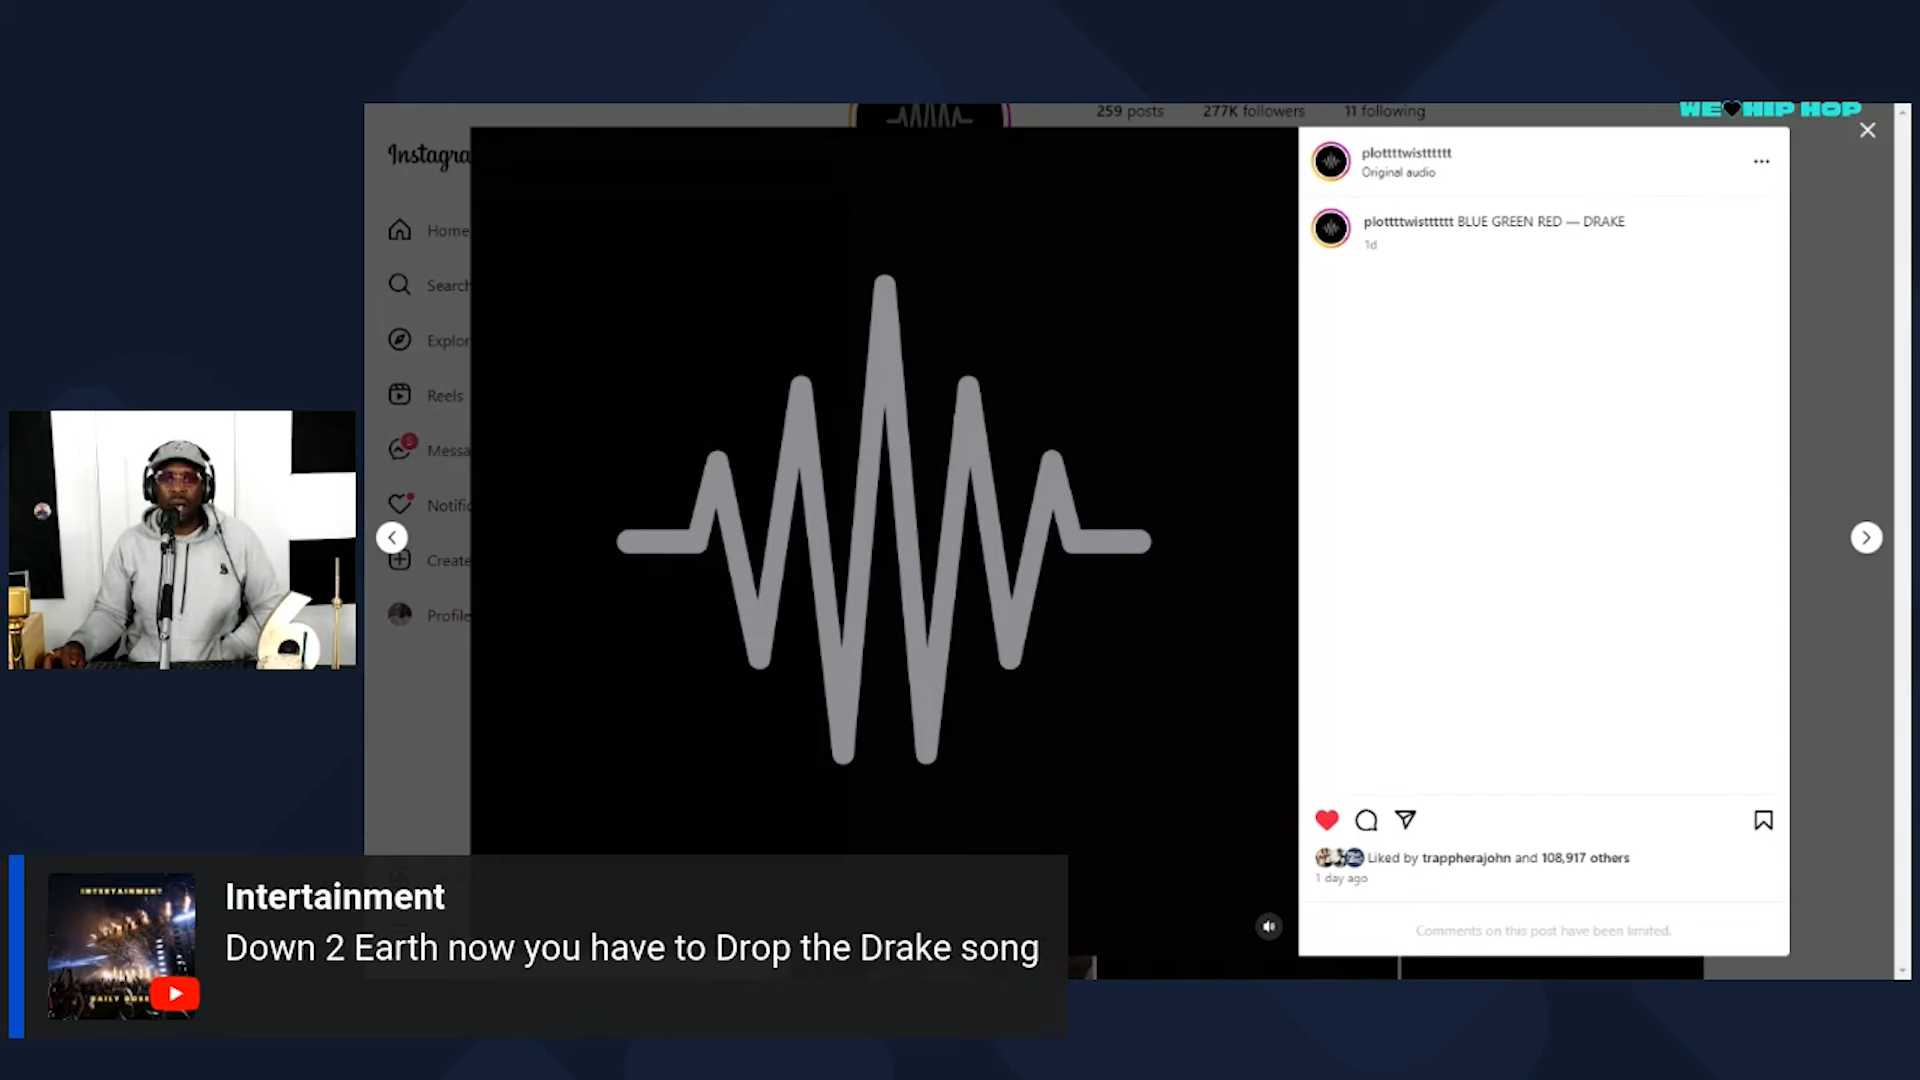 259 posts 277K followers 11 following
WE HIP HOP
Instagra
Home
Search
Explor
Reels
Messa
Notific
Create
Profile
plottttwistttttt
Original audio
plottttwistttttt BLUE GREEN RED — DRAKE
1d
Liked by trappherajohn and 108,917 others
1 day ago
Comments on this post have been limited.
INTERTAINMENT
Intertainment
Down 2 Earth now you have to Drop the Drake song